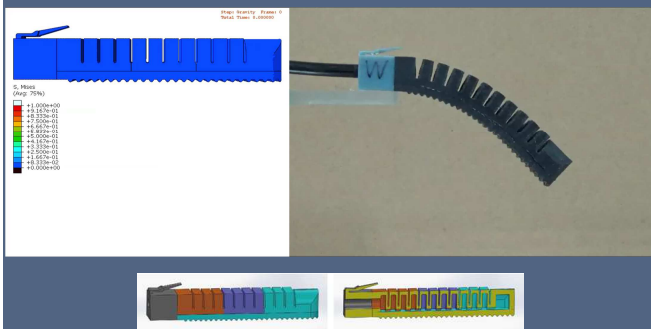 Step: Gravity Frame: 0
Total Time: 0.000000
S, Mises
(Avg: 75%)
+1.000e+00
+9.167e-01
+8.333e-01
+7.500e-01
+6.667e-01
+5.833e-01
+5.000e-01
+4.167e-01
+3.333e-01
+2.500e-01
+1.667e-01
+8.333e-02
+0.000e+00
W